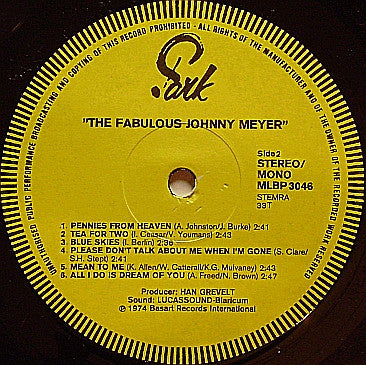 UNAUTHORISED PUBLIC PERFORMANCE BROADCASTING AND COPYING OF THIS RECORD PROHIBITED - ALL RIGHTS OF THE MANUFACTURER AND OF THE OWNER OF THE RECORDED WORK RESERVED
Park
"THE FABULOUS JOHNNY MEYER"
Side 2
STEREO/
MONO
MLBP 3046
STEMRA
33T
1. PENNIES FROM HEAVEN (A. Johnston/J. Burke) 2:41
2. TEA FOR TWO (I. Ceasar/V. Youmans) 2:43
3. BLUE SKIES (I. Berlin) 2:36
4. PLEASE DON'T TALK ABOUT ME WHEN I'M GONE (S. Clare/
S.H. Stept) 2:41
5. MEAN TO ME (K. Allen/W. Catterall/K.G. Mulvaney) 2:43
6. ALL I DO IS DREAM OF YOU (A. Freed/N. Brown) 2:37
Producer: HAN GREVELT
Sound: LUCASSOUND-Blaricum
℗ 1974 Basart Records International